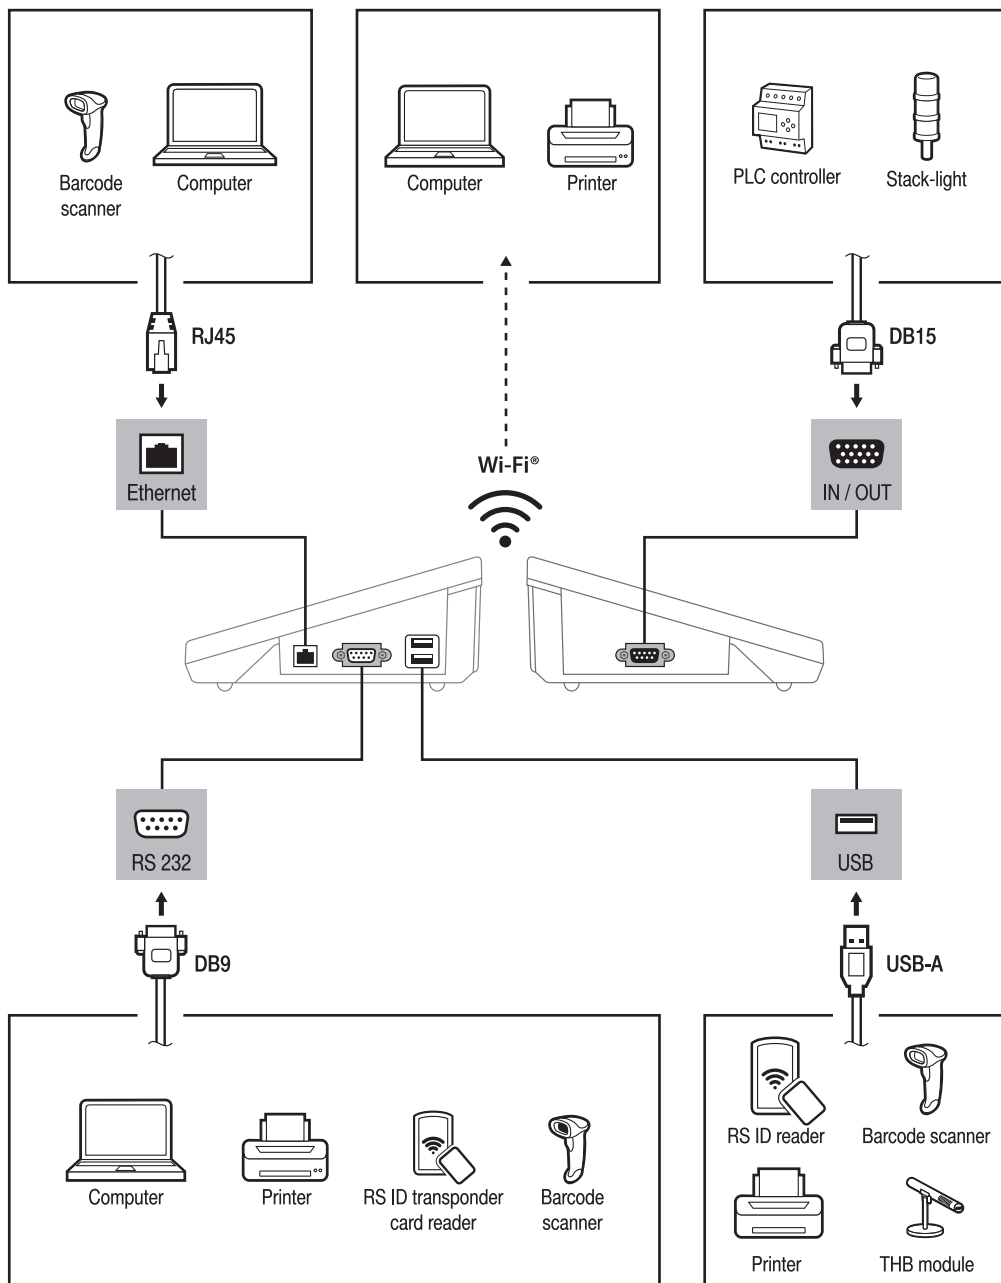 Barcode
scanner
Computer
Computer
Printer
PLC controller
Stack-light
RJ45
DB15
Ethernet
Wi-Fi®
IN / OUT
RS 232
USB
DB9
USB-A
Computer
Printer
RS ID transponder
card reader
Barcode
scanner
RS ID reader
Barcode scanner
Printer
THB module